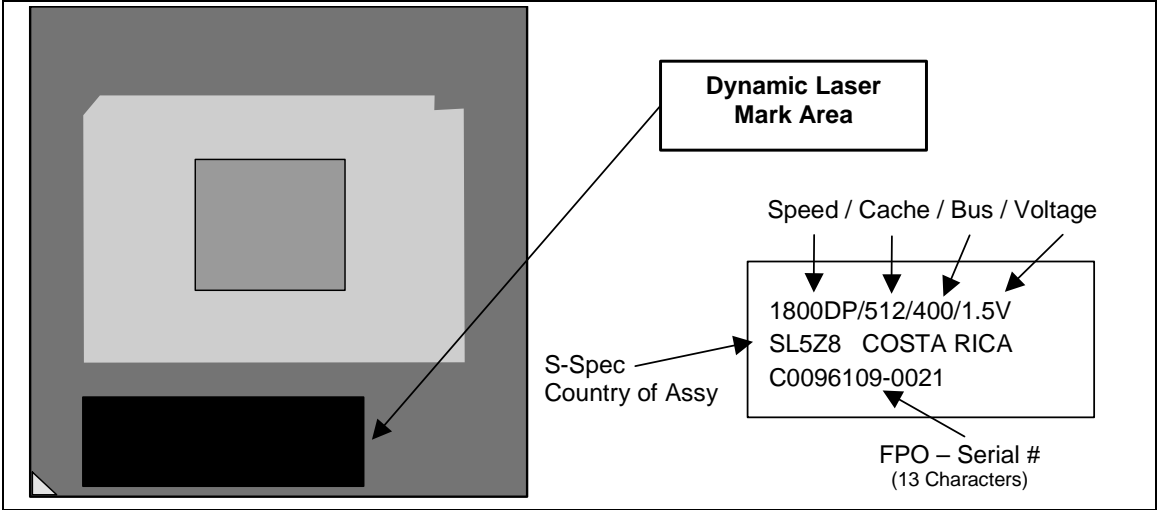 Dynamic Laser
Mark Area
Speed / Cache / Bus / Voltage
1800DP/512/400/1.5V
SL5Z8 COSTA RICA
C0096109-0021
S-Spec
Country of Assy
FPO – Serial #
(13 Characters)